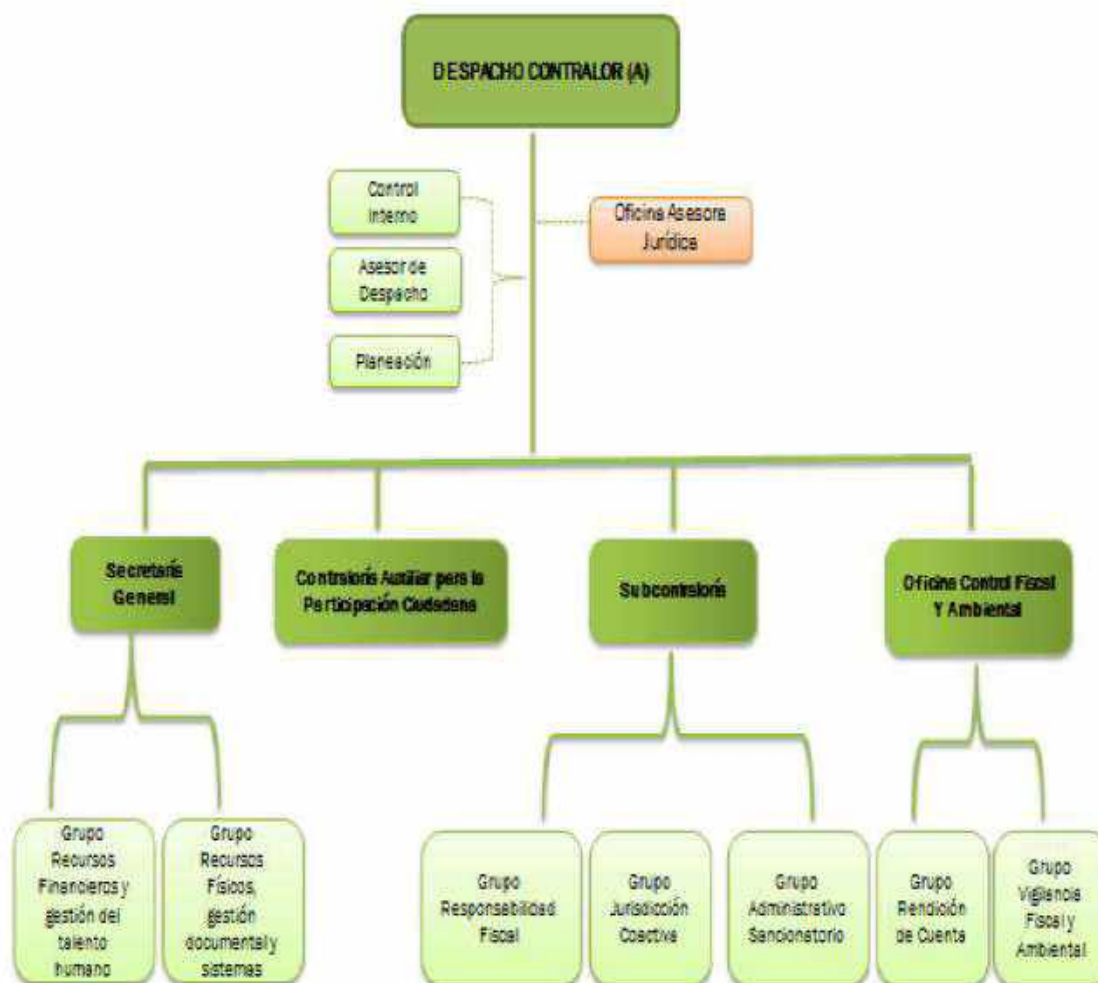 DESPACHO CONTRALOR (A)
Control
Interno
Oficina Asesora
Jurídica
Asesor de
Despacho
Planeación
Secretaría
General
Contraloría Auxiliar para la
Participación Ciudadana
Subcontraloría
Oficina Control Fiscal
Y Ambiental
Grupo
Recursos
Financieros y
gestión del
talento
humano
Grupo
Recursos
Físicos,
gestión
documental y
sistemas
Grupo
Responsabilidad
Fiscal
Grupo
Jurisdicción
Coactiva
Grupo
Administrativo
Sancionatorio
Grupo
Rendición
de Cuenta
Grupo
Vigilancia
Fiscal y
Ambiental